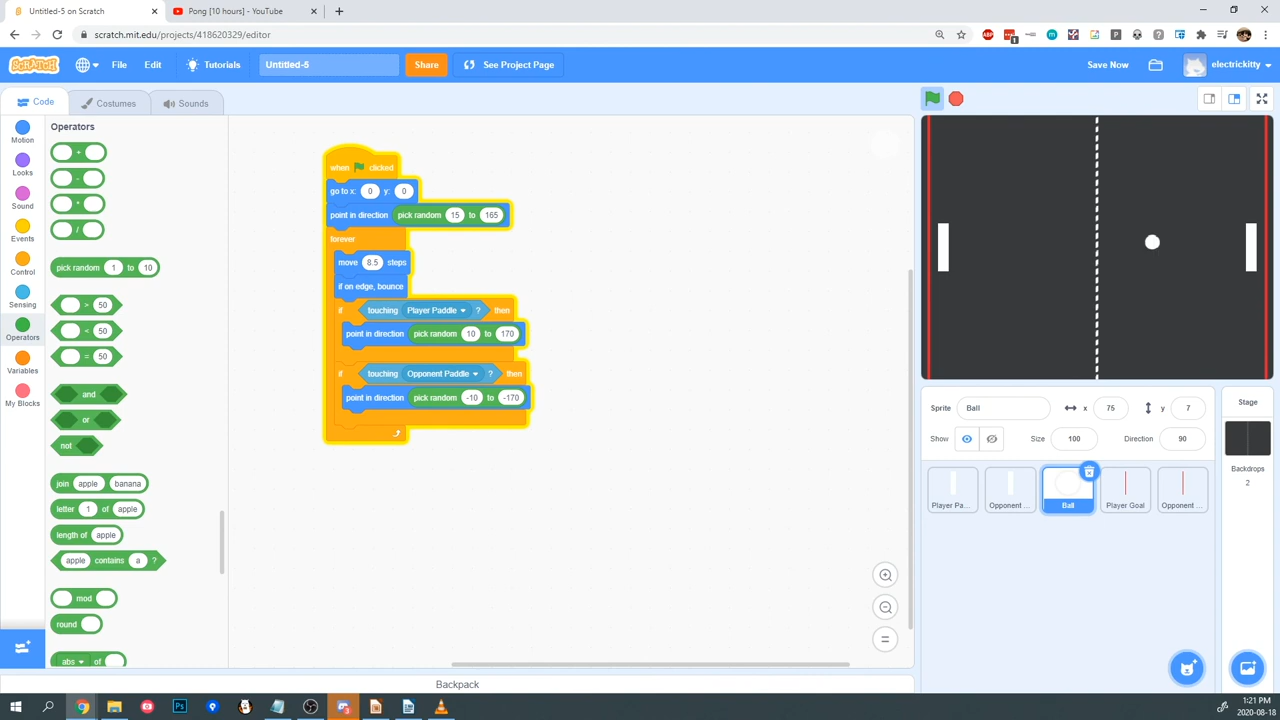 Untitled-5 on Scratch
Pong [10 hours] - YouTube
scratch.mit.edu/projects/418620329/editor
SCRATCH File Edit Tutorials Untitled-5 Share See Project Page Save Now electrickitty
Code Costumes Sounds
Motion
Looks
Sound
Events
Control
Sensing
Operators
Variables
My Blocks
Operators
+
-
*
/
pick random 1 to 10
> 50
< 50
= 50
and
or
not
join apple banana
letter 1 of apple
length of apple
apple contains a ?
mod
round
abs of
when clicked
go to x: 0 y: 0
point in direction pick random 15 to 165
forever
move 8.5 steps
if on edge, bounce
if touching Player Paddle ? then
point in direction pick random 10 to 170
if touching Opponent Paddle ? then
point in direction pick random -10 to -170
Sprite Ball x 75 y 7
Show Size 100 Direction 90
Player Pa...
Opponent ...
Ball
Player Goal
Opponent ...
Stage
Backdrops
2
Backpack
1:21 PM
2020-08-18